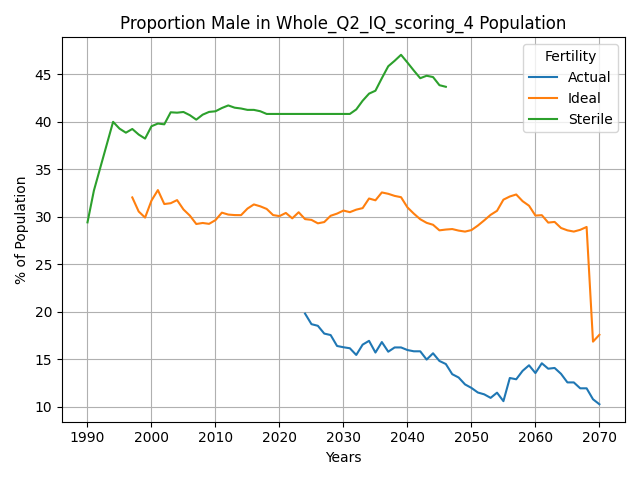 Proportion Male in Whole_Q2_IQ_scoring_4 Population
Fertility
Actual
Ideal
Sterile
% of Population
45
40
35
30
25
20
15
10
1990 2000 2010 2020 2030 2040 2050 2060 2070
Years